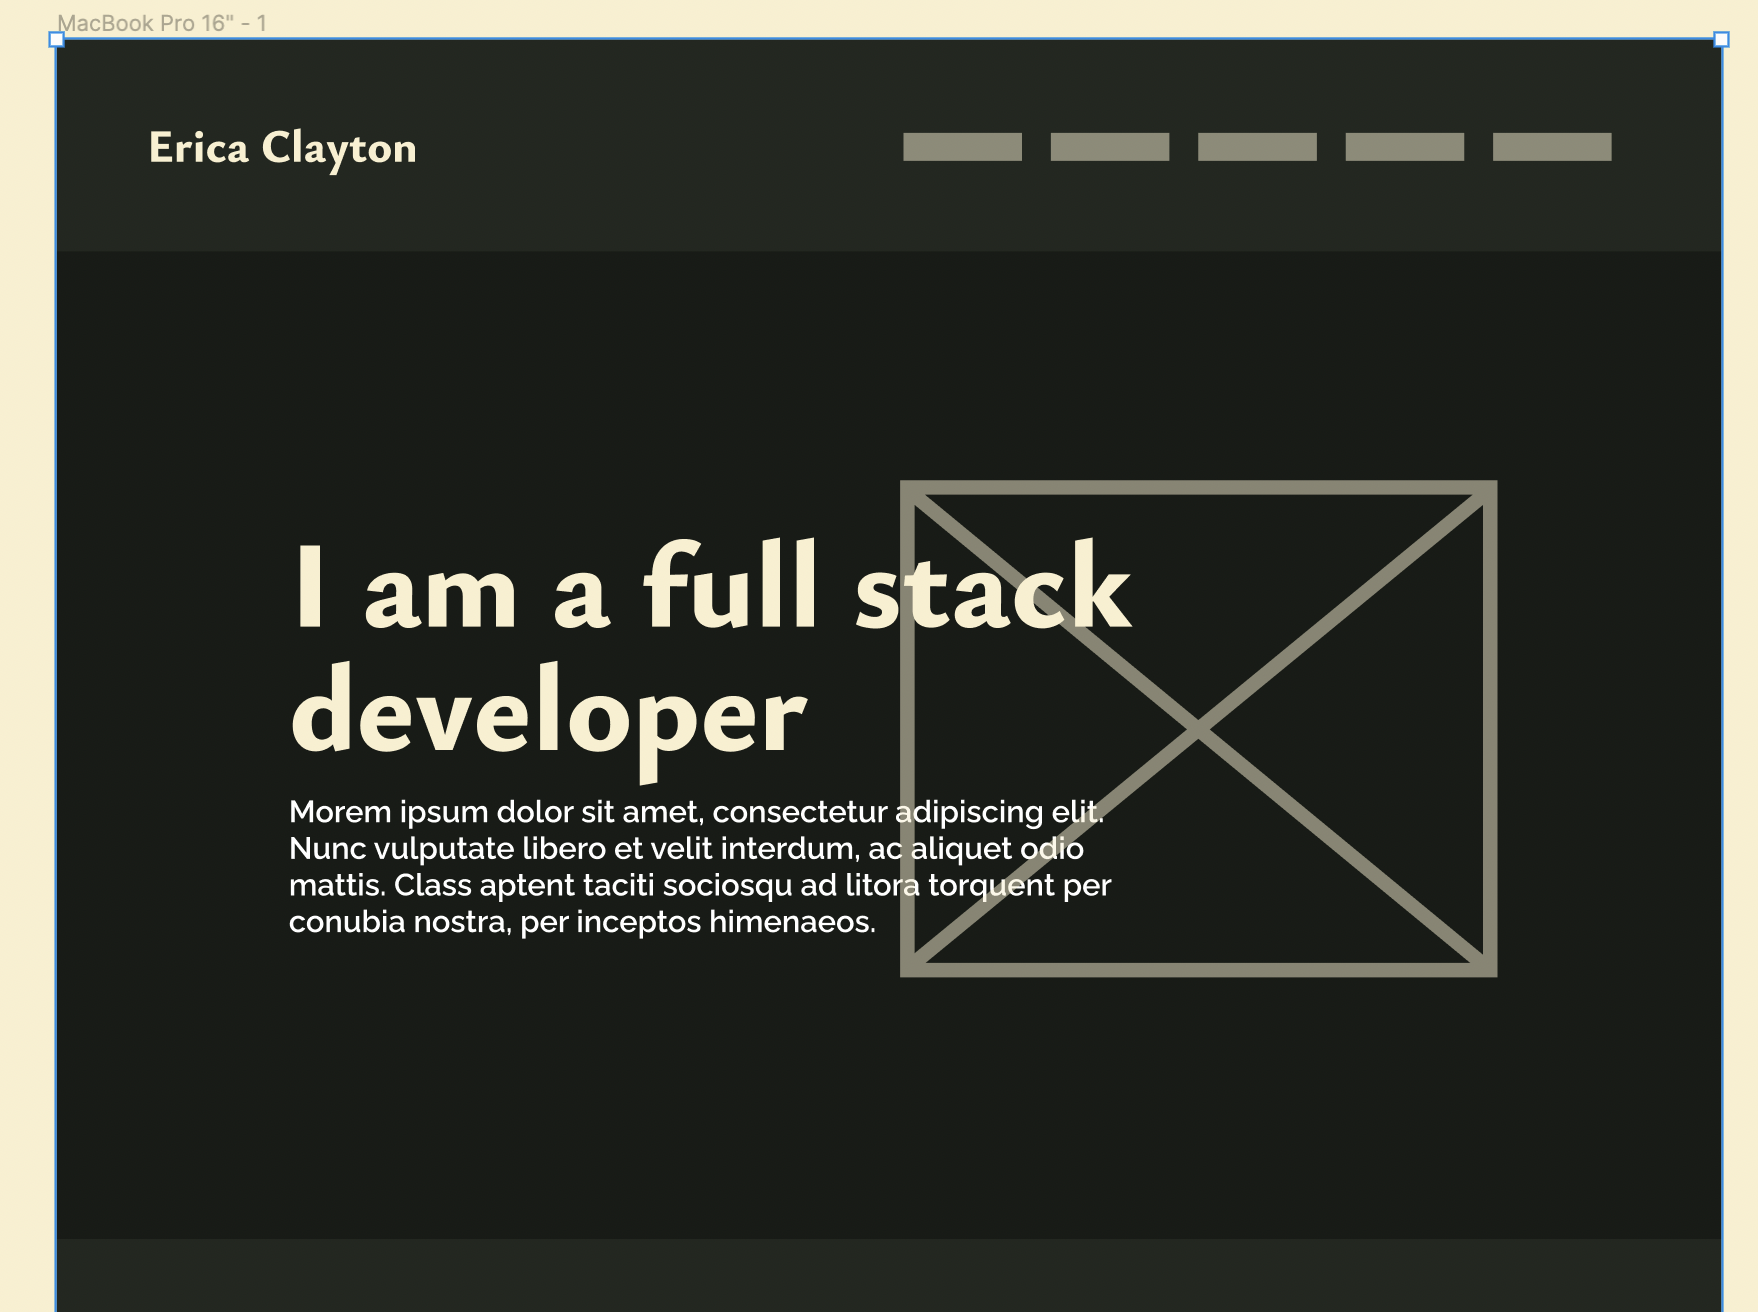 MacBook Pro 16" - 1
Erica Clayton
I am a full stack
developer
Morem ipsum dolor sit amet, consectetur adipiscing elit.
Nunc vulputate libero et velit interdum, ac aliquet odio
mattis. Class aptent taciti sociosqu ad litora torquent per
conubia nostra, per inceptos himenaeos.